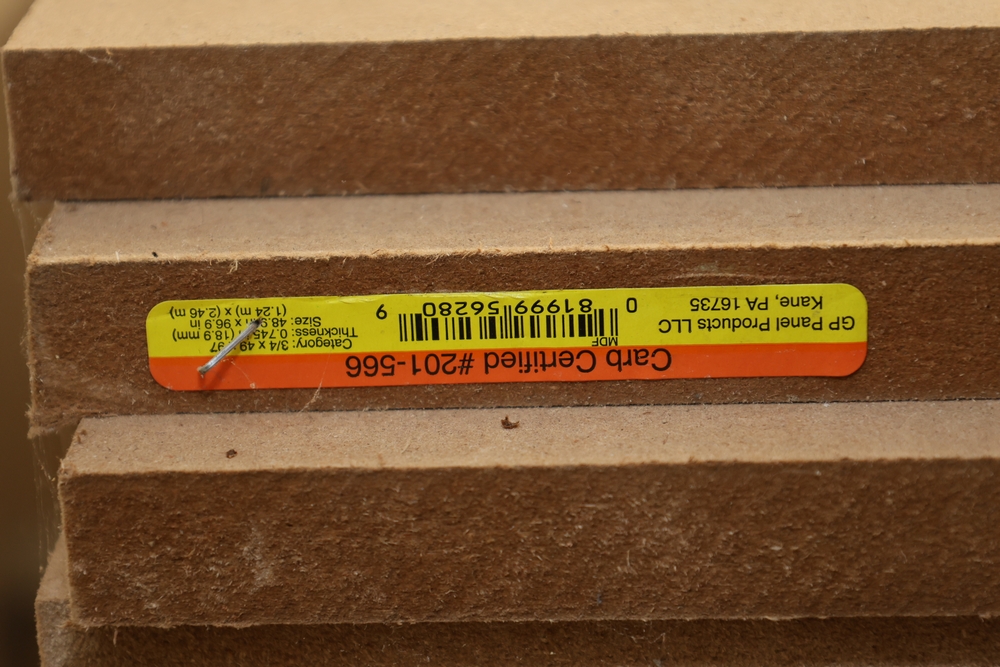 Carb Certified #201-566
GP Panel Products LLC
Kane, PA 16735
MDF
0 81999 56280 9
Category: 3/4 x 49 97
Thickness: 0.745 (18.9 mm)
Size: 48.9 x 96.9 in
(1.24 m) x (2.46 m)